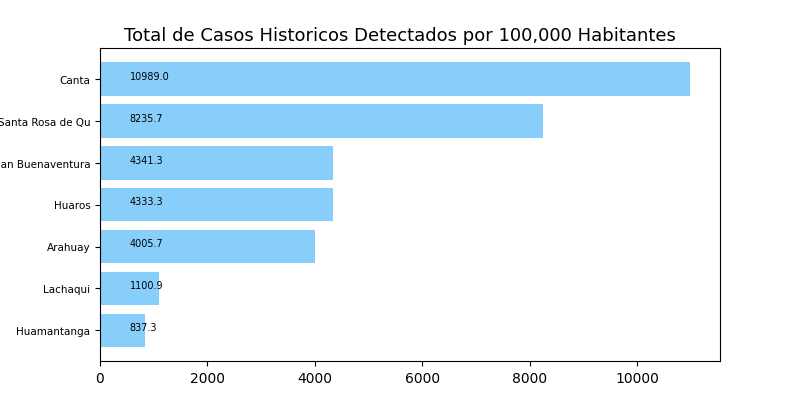 Total de Casos Historicos Detectados por 100,000 Habitantes
Canta 10989.0
Santa Rosa de Qu 8235.7
an Buenaventura 4341.3
Huaros 4333.3
Arahuay 4005.7
Lachaqui 1100.9
Huamantanga 837.3
0 2000 4000 6000 8000 10000